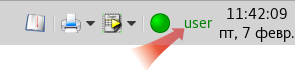 user
11:42:09
пт, 7 февр.